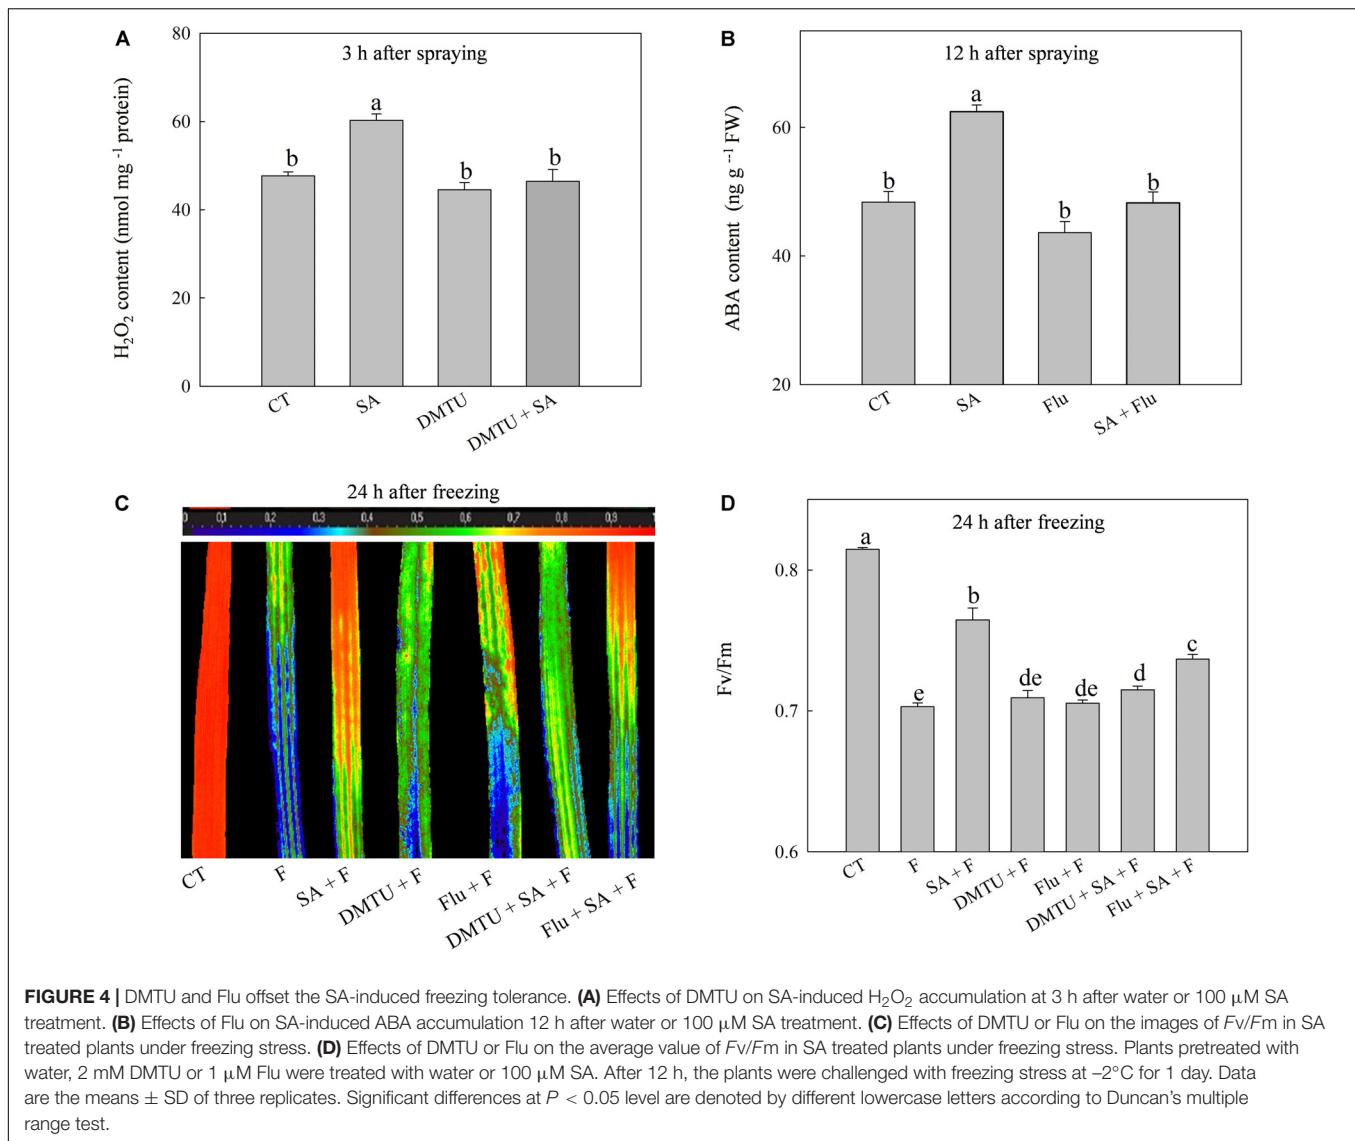 A
3 h after spraying
80
60
40
20
0
H₂O₂ content (nmol mg ⁻¹ protein)
b
a
b
b
CT
SA
DMTU
DMTU + SA
B
12 h after spraying
60
40
20
ABA content (ng g ⁻¹ FW)
b
a
b
b
CT
SA
Flu
SA + Flu
C
24 h after freezing
0 0,1 0,2 0,3 0,4 0,5 0,6 0,7 0,8 0,9 1
CT
F
SA + F
DMTU + F
Flu + F
DMTU + SA + F
Flu + SA + F
D
24 h after freezing
0.8
0.7
0.6
Fv/Fm
a
e
b
de
de
d
c
CT
F
SA + F
DMTU + F
Flu + F
DMTU + SA + F
Flu + SA + F
FIGURE 4 | DMTU and Flu offset the SA-induced freezing tolerance. (A) Effects of DMTU on SA-induced H₂O₂ accumulation at 3 h after water or 100 μM SA
treatment. (B) Effects of Flu on SA-induced ABA accumulation 12 h after water or 100 μM SA treatment. (C) Effects of DMTU or Flu on the images of Fv/Fm in SA
treated plants under freezing stress. (D) Effects of DMTU or Flu on the average value of Fv/Fm in SA treated plants under freezing stress. Plants pretreated with
water, 2 mM DMTU or 1 μM Flu were treated with water or 100 μM SA. After 12 h, the plants were challenged with freezing stress at –2°C for 1 day. Data
are the means ± SD of three replicates. Significant differences at P < 0.05 level are denoted by different lowercase letters according to Duncan's multiple
range test.